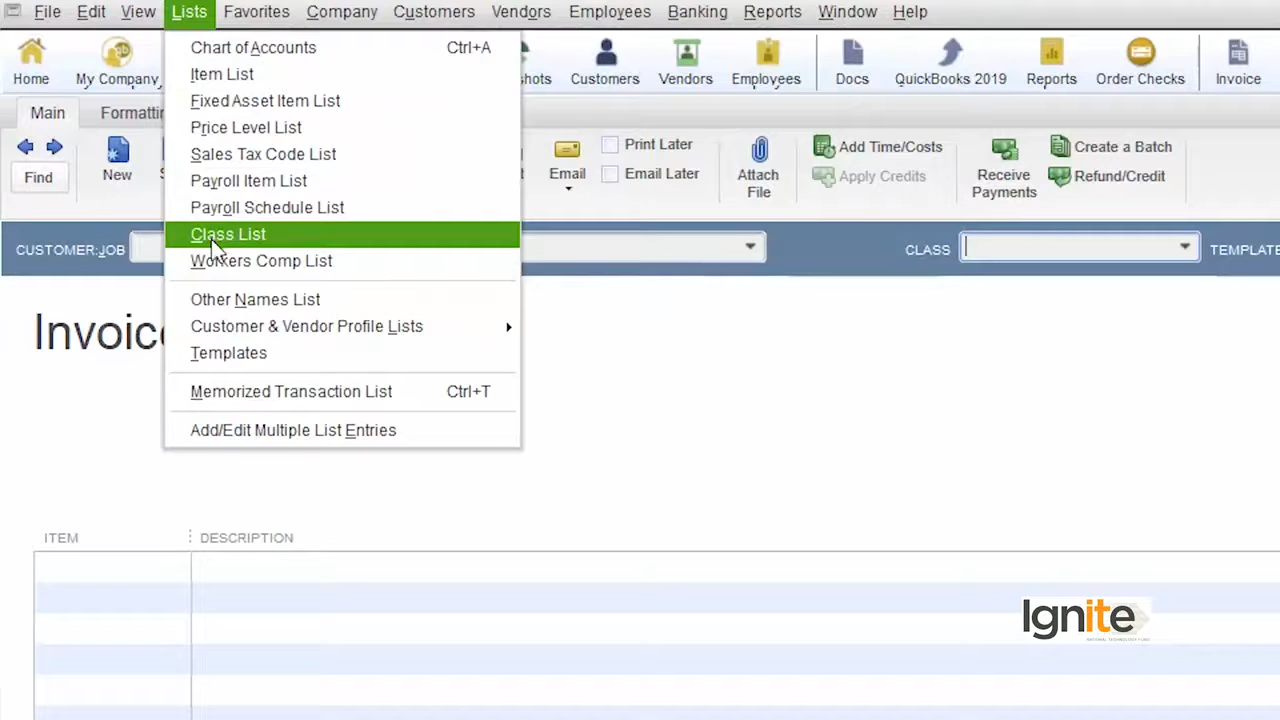 File Edit View Lists Favorites Company Customers Vendors Employees Banking Reports Window Help
Home My Company shots Customers Vendors Employees Docs QuickBooks 2019 Reports Order Checks Invoice
Main Formattin
Find New Email Print Later Email Later Attach File Add Time/Costs Apply Credits Receive Payments Create a Batch Refund/Credit
Chart of Accounts Ctrl+A
Item List
Fixed Asset Item List
Price Level List
Sales Tax Code List
Payroll Item List
Payroll Schedule List
Class List
Workers Comp List
Other Names List
Customer & Vendor Profile Lists
Templates
Memorized Transaction List Ctrl+T
Add/Edit Multiple List Entries
CUSTOMER:JOB CLASS TEMPLATE
Invoice
ITEM DESCRIPTION
Ignite
NATIONAL TECHNOLOGY FUND